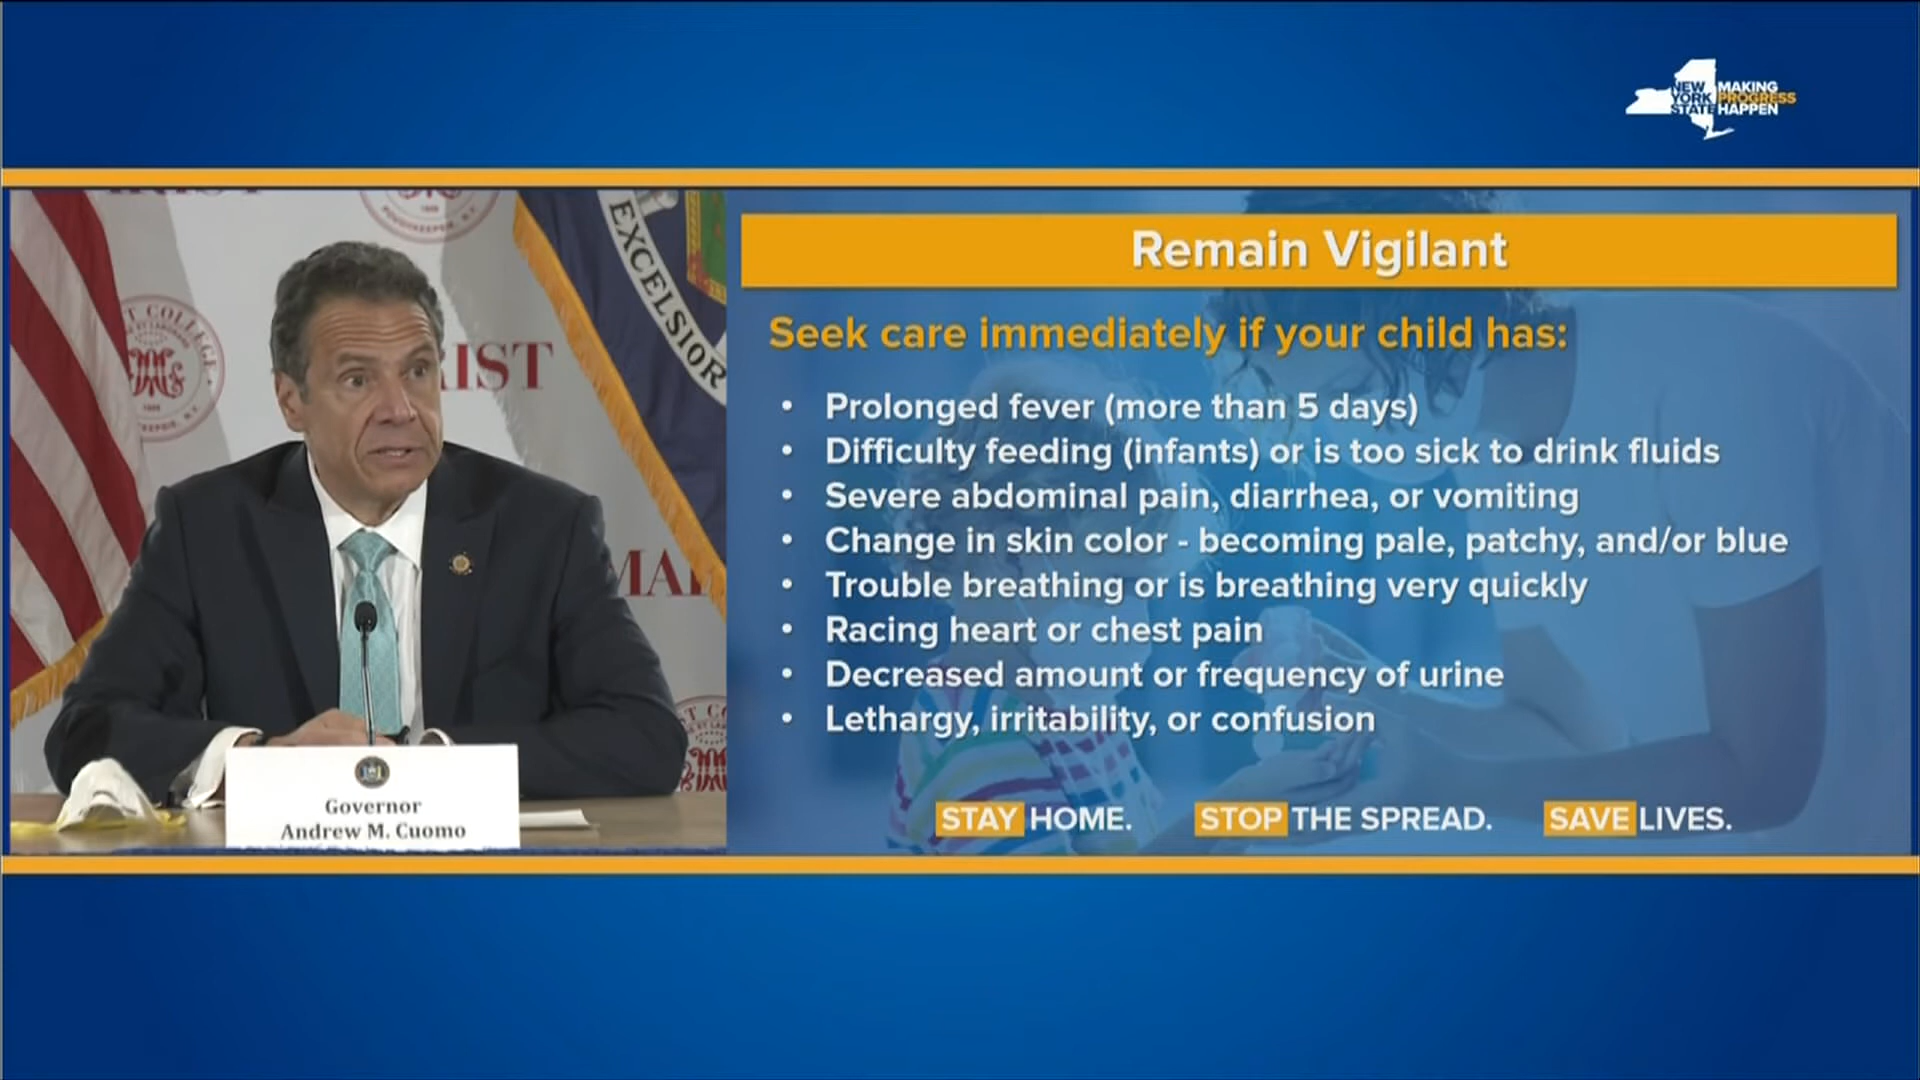 NEW
YORK
STATE
MAKING
PROGRESS
HAPPEN
EXCELSIOR
COLLEGE
IST
Remain Vigilant
Seek care immediately if your child has:
• Prolonged fever (more than 5 days)
• Difficulty feeding (infants) or is too sick to drink fluids
• Severe abdominal pain, diarrhea, or vomiting
• Change in skin color - becoming pale, patchy, and/or blue
• Trouble breathing or is breathing very quickly
• Racing heart or chest pain
• Decreased amount or frequency of urine
• Lethargy, irritability, or confusion
STAY HOME. STOP THE SPREAD. SAVE LIVES.
Governor
Andrew M. Cuomo